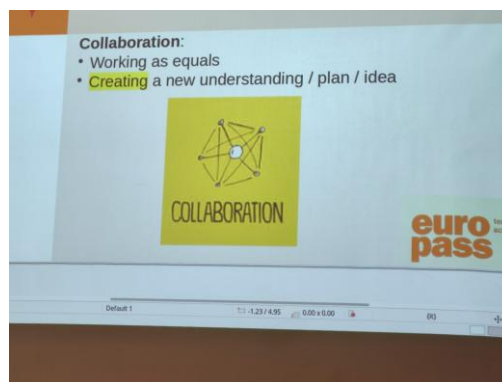 Collaboration:
• Working as equals
• Creating a new understanding / plan / idea
COLLABORATION
euro
pass
Default 1
-1.23 / 4.95
0.00 x 0.00